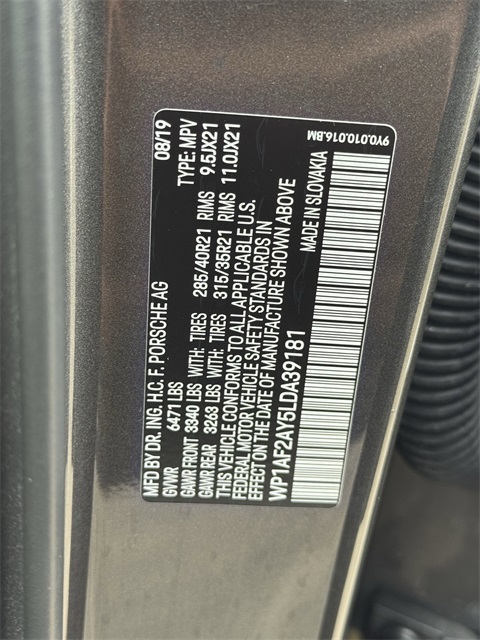 MFD BY DR. ING. H.C. F. PORSCHE AG 08/19
GVWR 6471 LBS TYPE: MPV
GAWR FRONT 3340 LBS WITH: TIRES 285/40R21 RIMS 9.5JX21
GAWR REAR 3263 LBS WITH: TIRES 315/35R21 RIMS 11.0JX21
THIS VEHICLE CONFORMS TO ALL APPLICABLE U.S.
FEDERAL MOTOR VEHICLE SAFETY STANDARDS IN
EFFECT ON THE DATE OF MANUFACTURE SHOWN ABOVE
WP1AF2AY5LDA39181 MADE IN SLOVAKIA
9Y0.010.016.BM